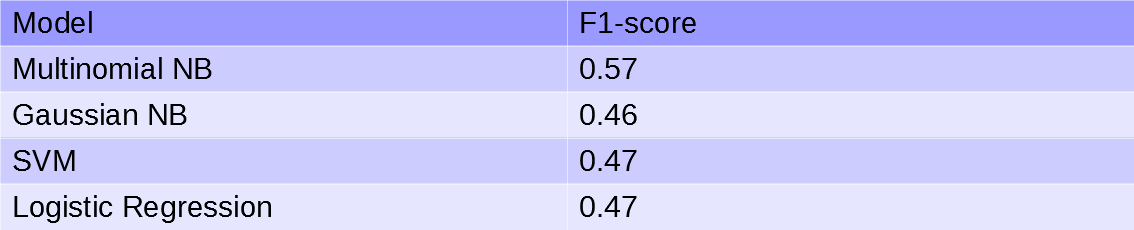 Model F1-score
Multinomial NB 0.57
Gaussian NB 0.46
SVM 0.47
Logistic Regression 0.47